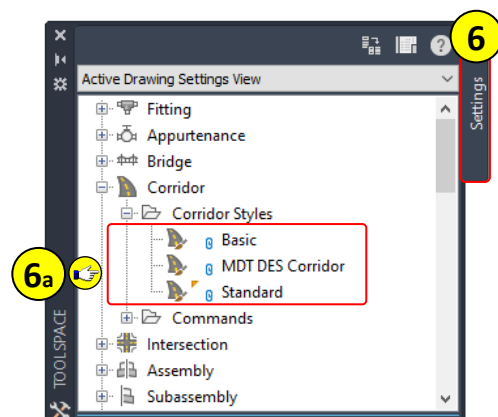 6
Active Drawing Settings View
Settings
Fitting
Appurtenance
Bridge
Corridor
Corridor Styles
Basic
6a
MDT DES Corridor
Standard
Commands
Intersection
Assembly
Subassembly
TOOLSPACE